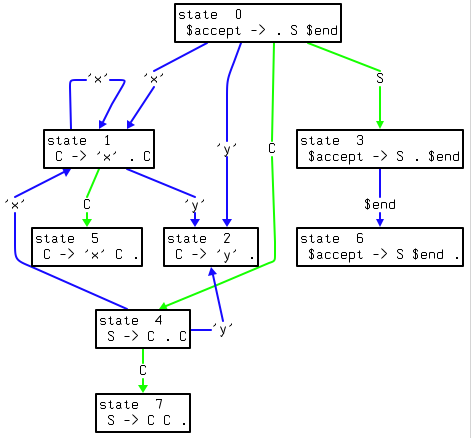 state 0
$accept -> . S $end
'x'
'x'
S
'y'
C
state 1
C -> 'x' . C
state 3
$accept -> S . $end
'x'
C
'y'
$end
state 5
C -> 'x' C .
state 2
C -> 'y' .
state 6
$accept -> S $end .
state 4
S -> C . C
'y'
C
state 7
S -> C C .